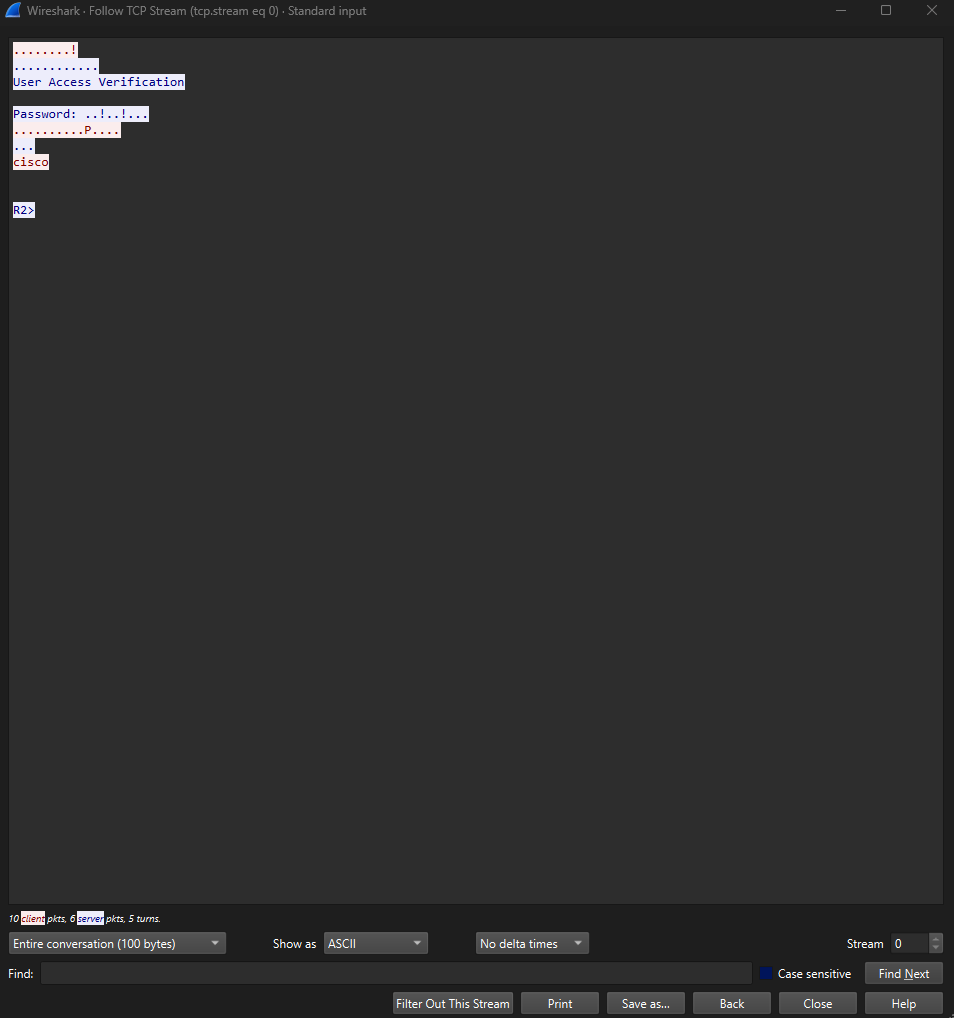 Wireshark · Follow TCP Stream (tcp.stream eq 0) · Standard input
........!
............
User Access Verification
Password: ..!..!...
..........P....
...
cisco
R2>
10 client pkts, 6 server pkts, 5 turns.
Entire conversation (100 bytes) Show as ASCII No delta times Stream 0
Find: Case sensitive Find Next
Filter Out This Stream Print Save as... Back Close Help